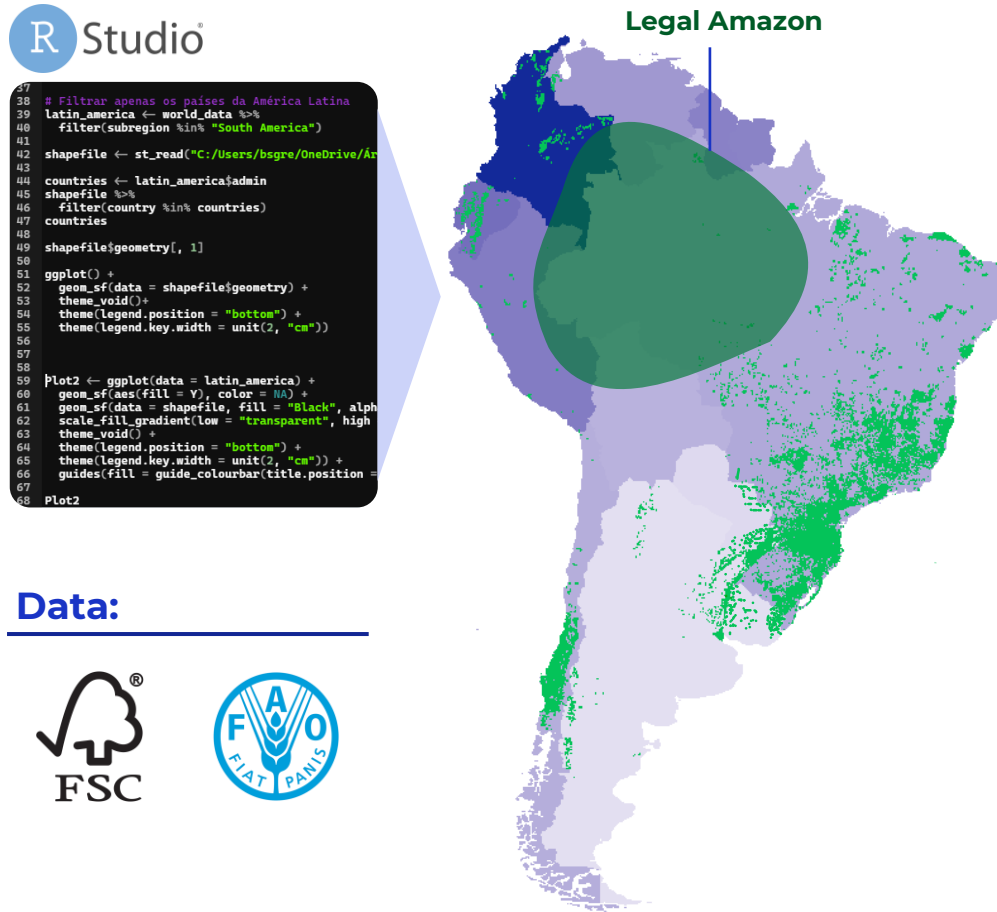 R Studio®
Legal Amazon
37
38 # Filtrar apenas os países da América Latina
39 latin_america ← world_data %>%
40 filter(subregion %in% "South America")
41
42 shapefile ← st_read("C:/Users/bsgre/OneDrive/Ár
43
44 countries ← latin_america$admin
45 shapefile %>%
46 filter(country %in% countries)
47 countries
48
49 shapefile$geometry[, 1]
50
51 ggplot() +
52 geom_sf(data = shapefile$geometry) +
53 theme_void()+
54 theme(legend.position = "bottom") +
55 theme(legend.key.width = unit(2, "cm"))
56
57
58
59 Plot2 ← ggplot(data = latin_america) +
60 geom_sf(aes(fill = Y), color = NA) +
61 geom_sf(data = shapefile, fill = "Black", alph
62 scale_fill_gradient(low = "transparent", high
63 theme_void() +
64 theme(legend.position = "bottom") +
65 theme(legend.key.width = unit(2, "cm")) +
66 guides(fill = guide_colourbar(title.position =
67
68 Plot2
Data:
®
FSC
F A O
FIAT PANIS